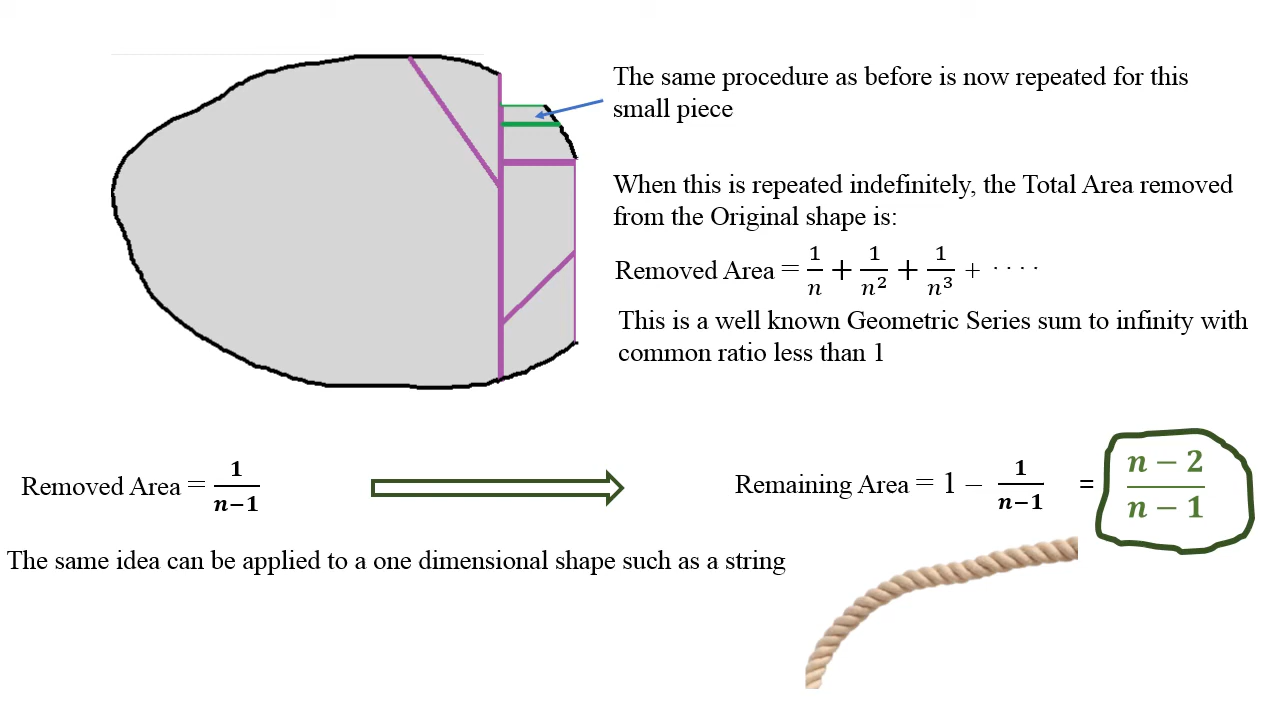 The same procedure as before is now repeated for this
small piece
When this is repeated indefinitely, the Total Area removed
from the Original shape is:
Removed Area = 1/n + 1/n² + 1/n³ + · · · ·
This is a well known Geometric Series sum to infinity with
common ratio less than 1
Removed Area = 1/(n−1)
Remaining Area = 1 − 1/(n−1) = (n−2)/(n−1)
The same idea can be applied to a one dimensional shape such as a string